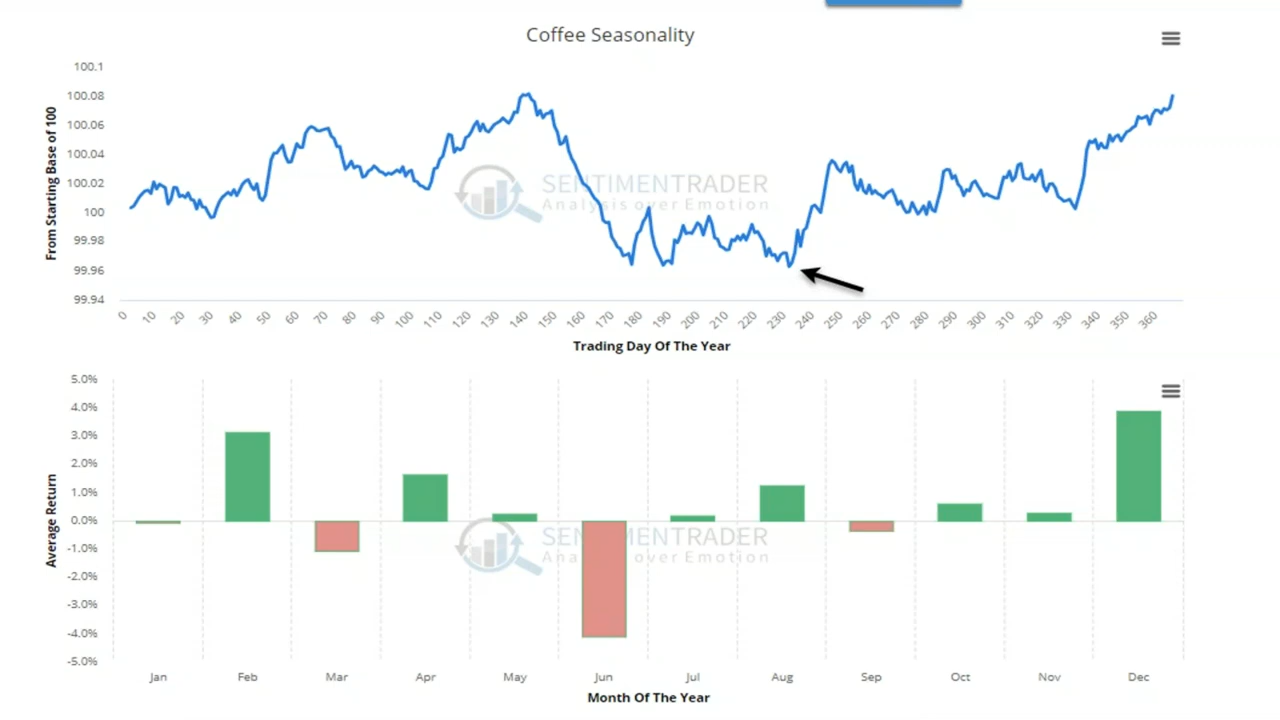 Coffee Seasonality
From Starting Base of 100
100.1
100.08
100.06
100.04
100.02
100
99.98
99.96
99.94
SENTIMENTRADER
Analysis over Emotion
0 10 20 30 40 50 60 70 80 90 100 110 120 130 140 150 160 170 180 190 200 210 220 230 240 250 260 270 280 290 300 310 320 330 340 350 360
Trading Day Of The Year
Average Return
5.0%
4.0%
3.0%
2.0%
1.0%
0.0%
-1.0%
-2.0%
-3.0%
-4.0%
-5.0%
SENTIMENTRADER
Analysis over Emotion
Jan Feb Mar Apr May Jun Jul Aug Sep Oct Nov Dec
Month Of The Year